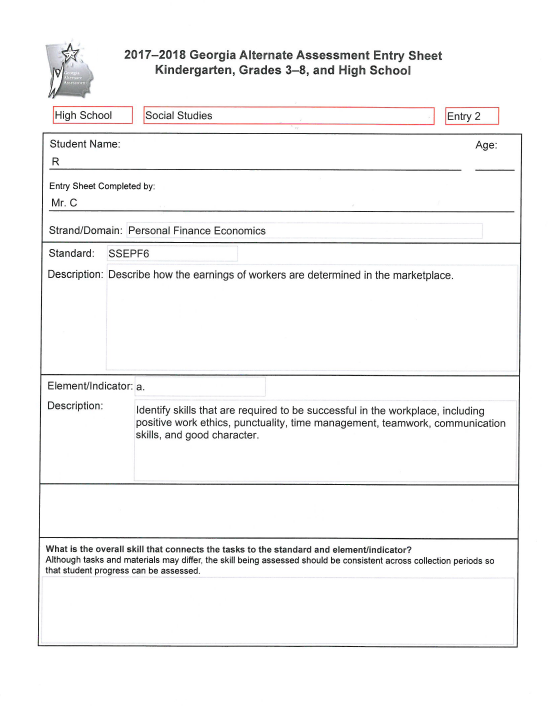 2017–2018 Georgia Alternate Assessment Entry Sheet
Kindergarten, Grades 3–8, and High School
High School
Social Studies
Entry 2
Student Name:
Age:
R
Entry Sheet Completed by:
Mr. C
Strand/Domain: Personal Finance Economics
Standard: SSEPF6
Description: Describe how the earnings of workers are determined in the marketplace.
Element/Indicator: a.
Description:
Identify skills that are required to be successful in the workplace, including
positive work ethics, punctuality, time management, teamwork, communication
skills, and good character.
What is the overall skill that connects the tasks to the standard and element/indicator?
Although tasks and materials may differ, the skill being assessed should be consistent across collection periods so
that student progress can be assessed.